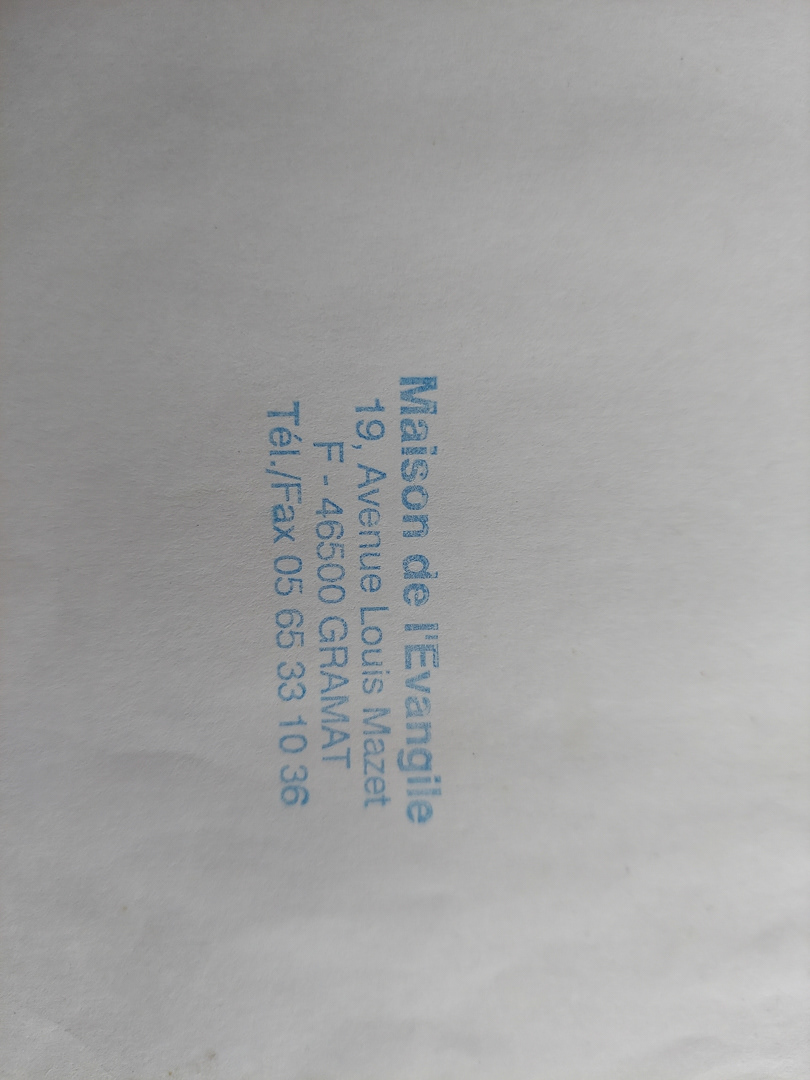 Maison de l'Evangile
19, Avenue Louis Mazet
F - 46500 GRAMAT
Tél./Fax 05 65 33 10 36